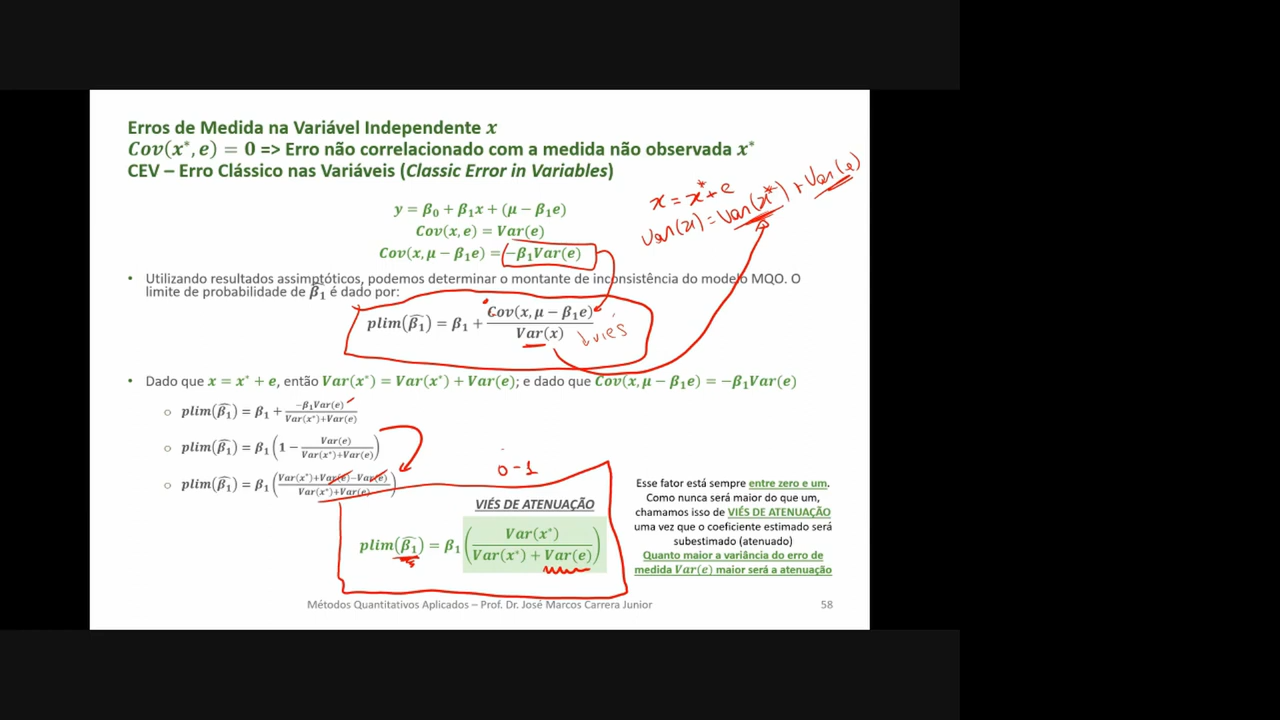 Erros de Medida na Variável Independente x
Cov(x*, e) = 0 => Erro não correlacionado com a medida não observada x*
CEV – Erro Clássico nas Variáveis (Classic Error in Variables)
x = x* + e
Var(x) = Var(x*) + Var(e)
y = β₀ + β₁x + (μ − β₁e)
Cov(x, e) = Var(e)
Cov(x, μ − β₁e) = −β₁Var(e)
• Utilizando resultados assimptóticos, podemos determinar o montante de inconsistência do modelo MQO. O
limite de probabilidade de β̂₁ é dado por:
plim(β̂₁) = β₁ + Cov(x, μ − β₁e) / Var(x)
↓ viés
• Dado que x = x* + e, então Var(x*) = Var(x*) + Var(e); e dado que Cov(x, μ − β₁e) = −β₁Var(e)
○ plim(β̂₁) = β₁ + −β₁Var(e) / Var(x*)+Var(e)
○ plim(β̂₁) = β₁ (1 − Var(e) / Var(x*)+Var(e))
○ plim(β̂₁) = β₁ (Var(x*)+Var(e)−Var(e) / Var(x*)+Var(e))
0 - 1
VIÉS DE ATENUAÇÃO
plim(β̂₁) = β₁ (Var(x*) / Var(x*) + Var(e))
Esse fator está sempre entre zero e um.
Como nunca será maior do que um,
chamamos isso de VIÉS DE ATENUAÇÃO
uma vez que o coeficiente estimado será
subestimado (atenuado)
Quanto maior a variância do erro de
medida Var(e) maior será a atenuação
Métodos Quantitativos Aplicados – Prof. Dr. José Marcos Carrera Junior
58